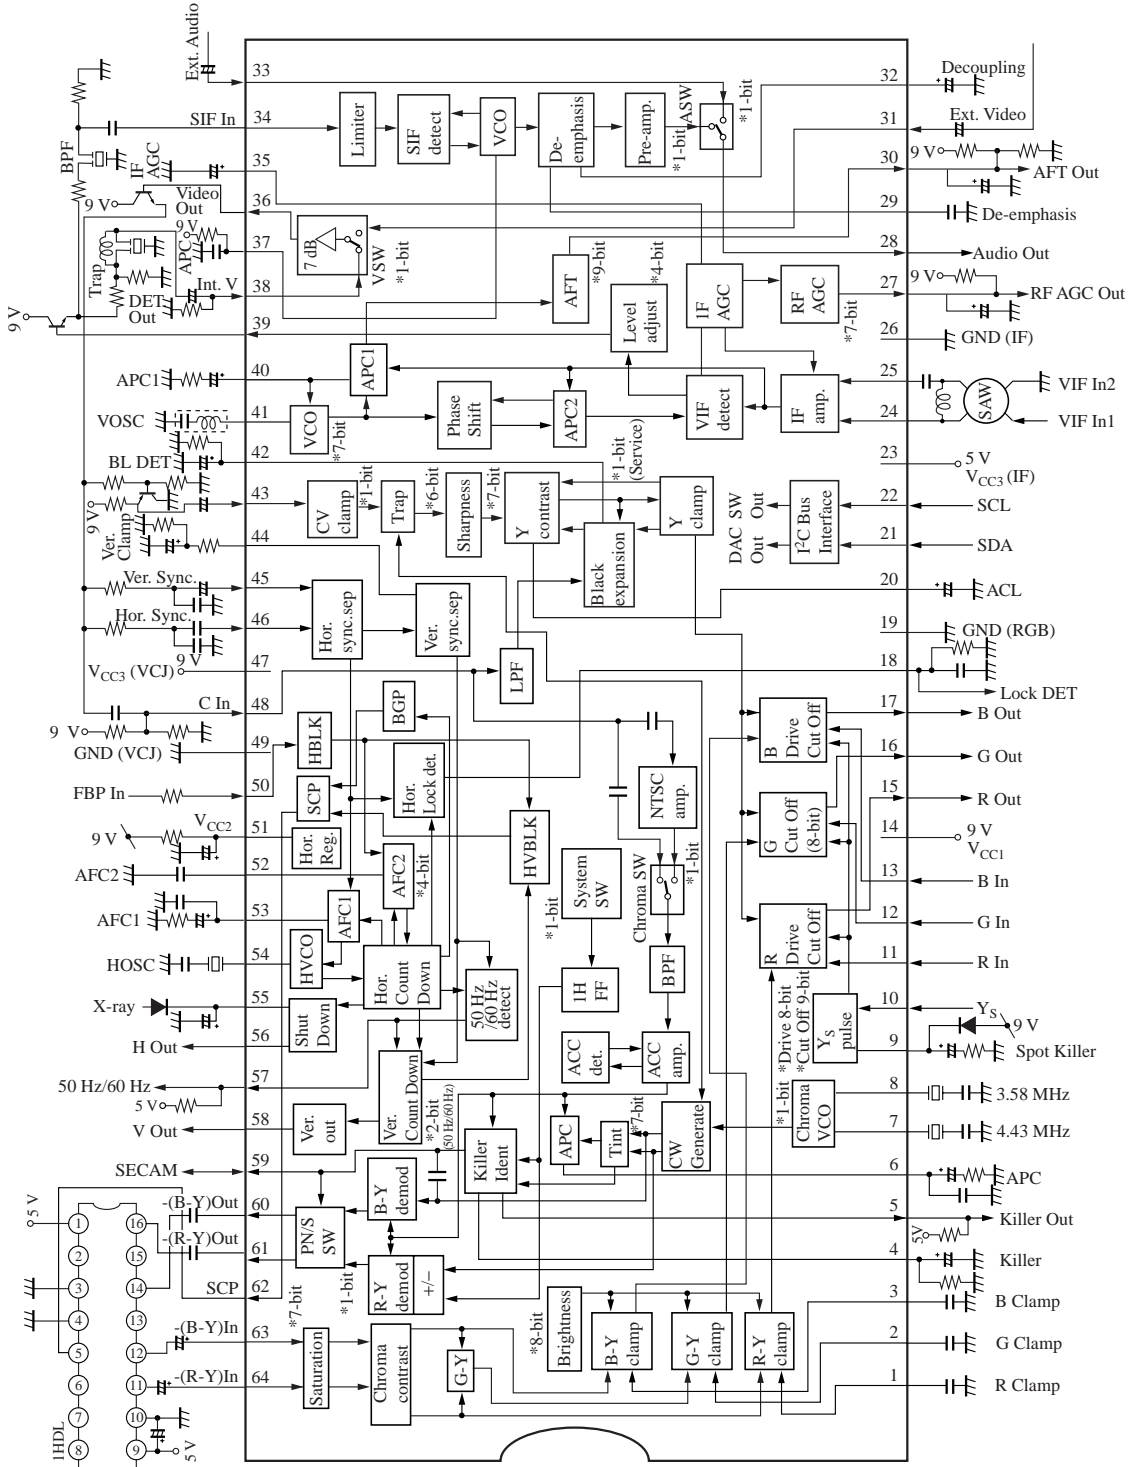 Ext. Audio
33
32
Decoupling
SIF In
34
Limiter
SIF
detect
VCO
De-
emphasis
Pre-amp.
*1-bit
ASW
*1-bit
31
Ext. Video
BPF
IF
AGC
35
30
9 V
AFT Out
9 V
Video
Out
36
7 dB
VSW
*1-bit
29
De-emphasis
9 V
APC
37
28
Audio Out
Trap
Int. V
38
AFT
*9-bit
Level
adjust
*4-bit
1F
AGC
RF
AGC
*7-bit
27
9 V
RF AGC Out
DET
Out
9 V
39
26
GND (IF)
APC1
40
APC1
25
VIF In2
SAW
VOSC
41
VCO
*7-bit
Phase
Shift
APC2
VIF
detect
IF
amp.
24
VIF In1
BL DET
42
*1-bit
(Service)
23
5 V
VCC3 (IF)
9 V
43
CV
clamp
*1-bit
Trap
*6-bit
Sharpness
*7-bit
Y
contrast
Black
expansion
Y
clamp
DAC
Out
SW
Out
I2C Bus
Interface
22
SCL
Ver.
Clamp
44
21
SDA
Ver. Sync.
45
Hor.
sync.sep
Ver.
sync.sep
20
ACL
Hor. Sync.
46
19
GND (RGB)
9 V
VCC3 (VCJ)
47
LPF
18
Lock DET
C In
48
BGP
B
Drive
Cut Off
17
B Out
9 V
GND (VCJ)
49
HBLK
16
G Out
FBP In
50
SCP
Hor.
Lock det.
NTSC
amp.
15
R Out
VCC2
9 V
51
Hor.
Reg.
HVBLK
G
Cut Off
(8-bit)
14
9 V
VCC1
AFC2
52
AFC2
*4-bit
System
SW
*1-bit
Chroma SW
*1-bit
13
B In
AFC1
53
AFC1
12
G In
HOSC
54
HVCO
Hor.
Count
Down
50 Hz
/60 Hz
detect
1H
FF
BPF
R
Drive
Cut Off
11
R In
X-ray
55
Shut
Down
*Drive 8-bit
*Cut Off 9-bit
YS
pulse
10
YS
9 V
H Out
56
ACC
det.
ACC
amp.
9
Spot Killer
50 Hz/60 Hz
57
5 V
Ver.
Count Down
*2-bit
(50 Hz/60 Hz)
*1-bit
Chroma
VCO
8
3.58 MHz
V Out
58
Ver.
out
APC
Tint
*7-bit
CW
Generate
7
4.43 MHz
SECAM
59
Killer
Ident
6
APC
5 V
-(B-Y)Out
60
PN/S
SW
B-Y
demod
5
Killer Out
5V
-(R-Y)Out
61
*1-bit
R-Y
demod
+/−
4
Killer
SCP
62
*7-bit
3
B Clamp
-(B-Y)In
63
Saturation
Chroma
contrast
G-Y
*8-bit
Brightness
B-Y
clamp
G-Y
clamp
R-Y
clamp
2
G Clamp
-(R-Y)In
64
1
R Clamp
1
16
2
15
3
14
4
13
5
12
6
11
7
10
8
9
1HDL
5 V